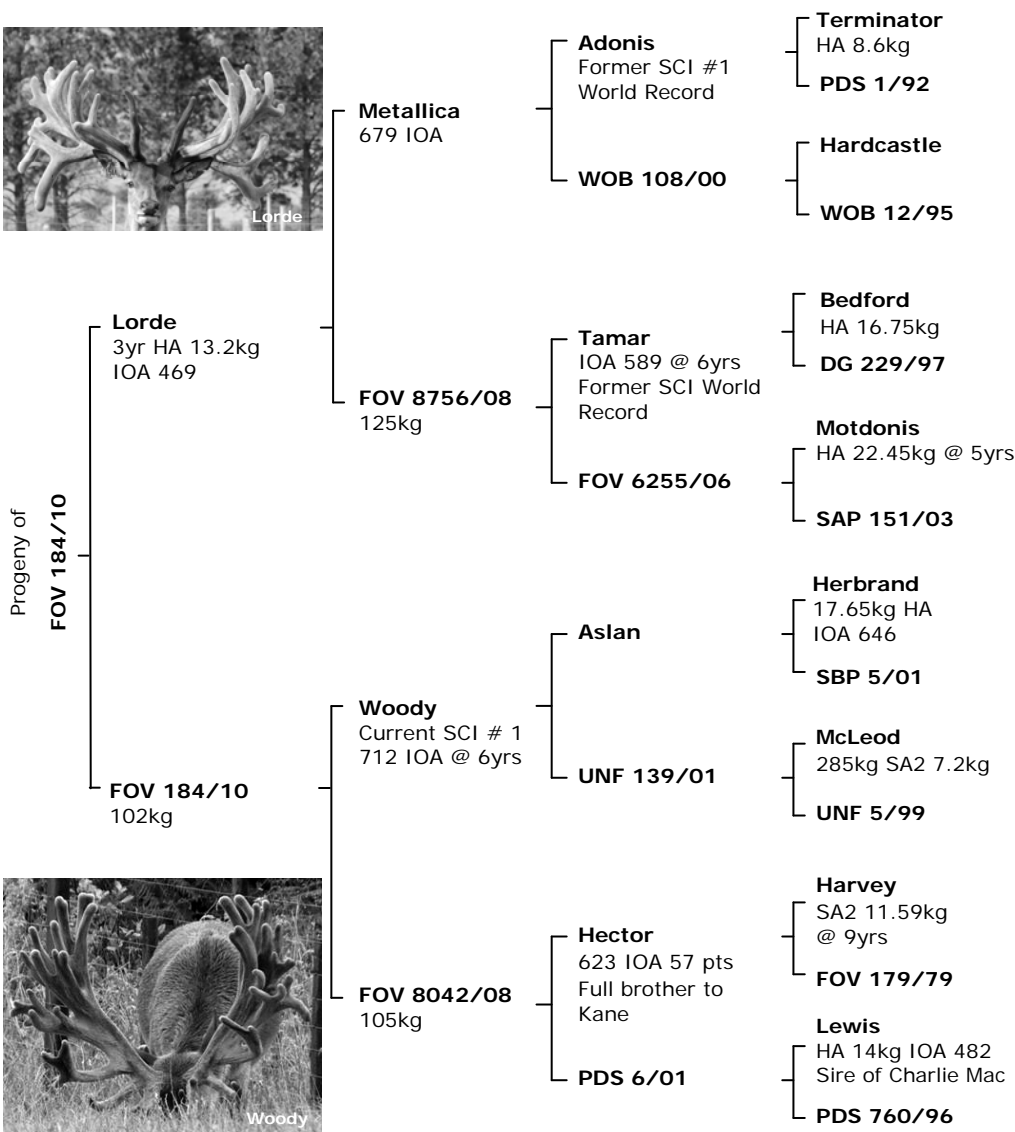 Lorde
Progeny of
FOV 184/10
Lorde
3yr HA 13.2kg
IOA 469
FOV 184/10
102kg
Woody
Metallica
679 IOA
FOV 8756/08
125kg
Woody
Current SCI # 1
712 IOA @ 6yrs
FOV 8042/08
105kg
Adonis
Former SCI #1
World Record
WOB 108/00
Tamar
IOA 589 @ 6yrs
Former SCI World
Record
FOV 6255/06
Aslan
UNF 139/01
Hector
623 IOA 57 pts
Full brother to
Kane
PDS 6/01
Terminator
HA 8.6kg
PDS 1/92
Hardcastle
WOB 12/95
Bedford
HA 16.75kg
DG 229/97
Motdonis
HA 22.45kg @ 5yrs
SAP 151/03
Herbrand
17.65kg HA
IOA 646
SBP 5/01
McLeod
285kg SA2 7.2kg
UNF 5/99
Harvey
SA2 11.59kg
@ 9yrs
FOV 179/79
Lewis
HA 14kg IOA 482
Sire of Charlie Mac
PDS 760/96